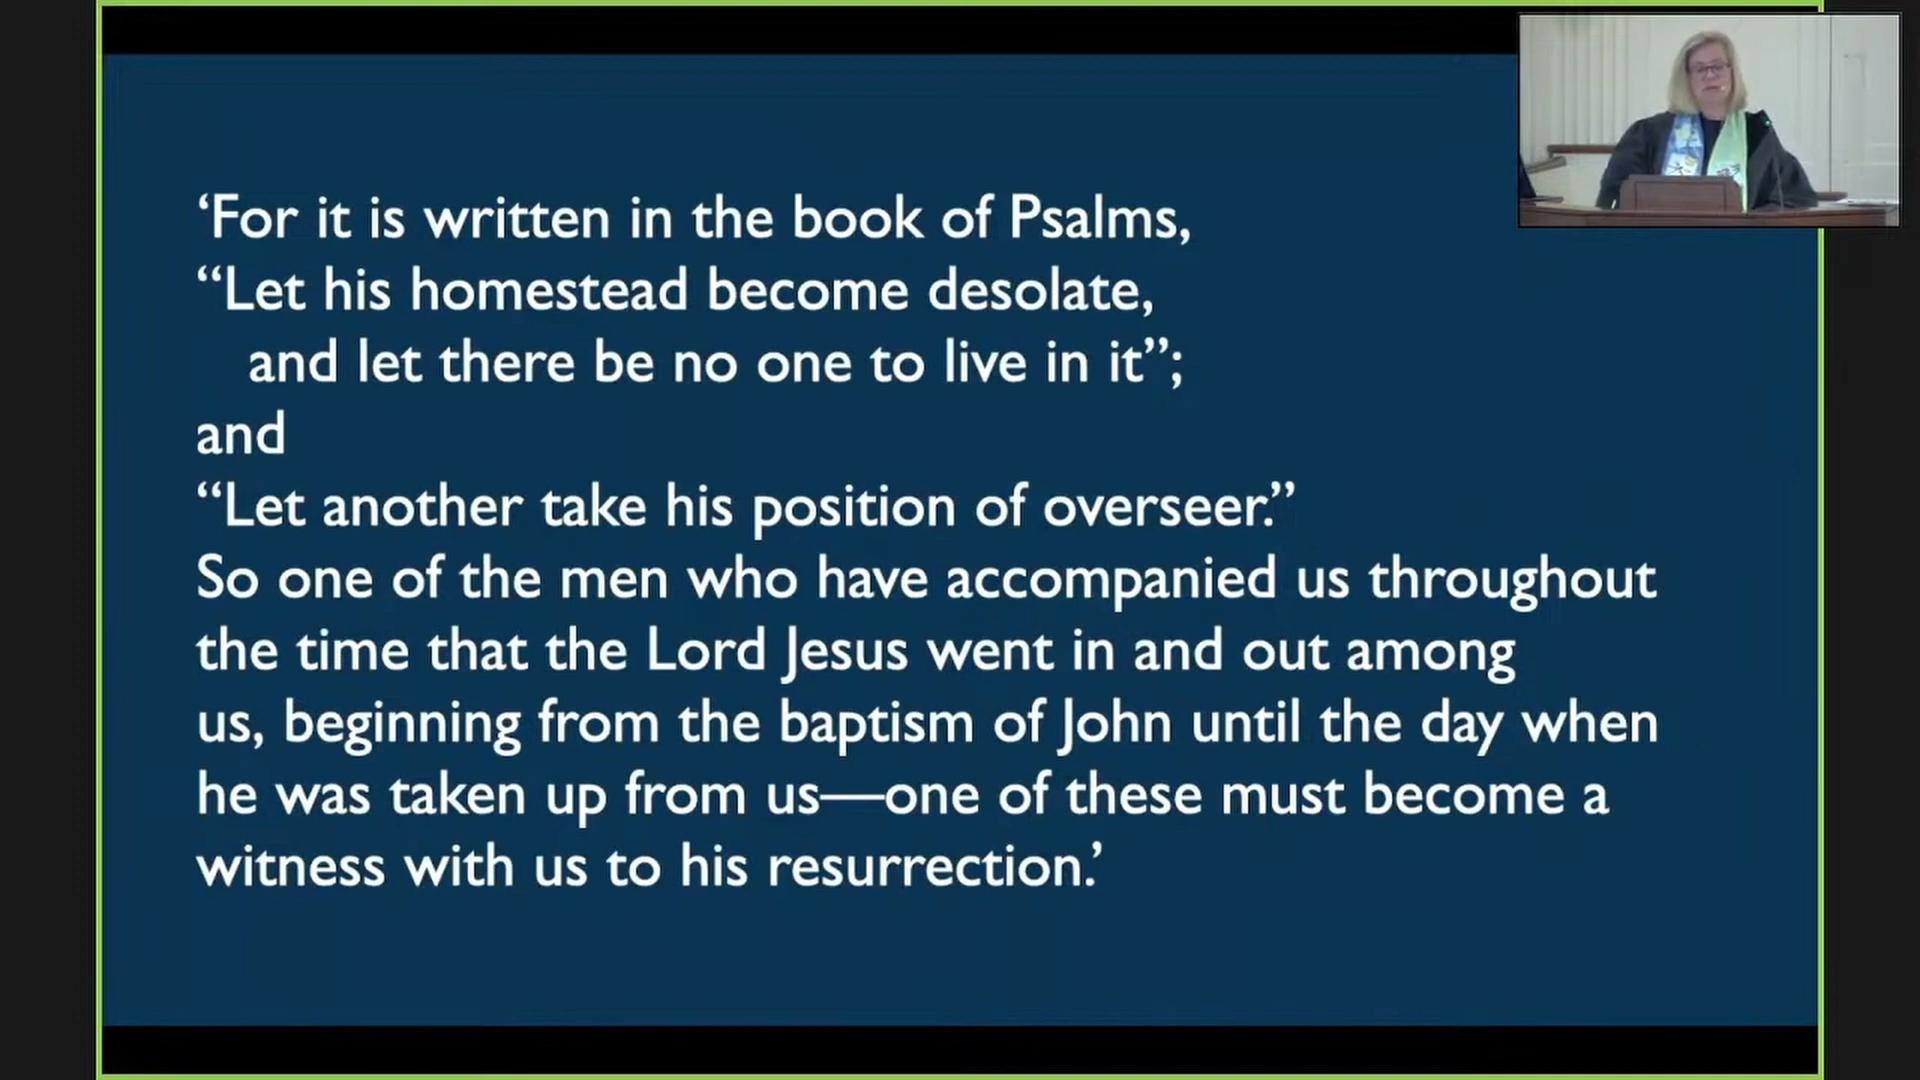 ‘For it is written in the book of Psalms,
“Let his homestead become desolate,
and let there be no one to live in it”;
and
“Let another take his position of overseer.”
So one of the men who have accompanied us throughout
the time that the Lord Jesus went in and out among
us, beginning from the baptism of John until the day when
he was taken up from us—one of these must become a
witness with us to his resurrection.’